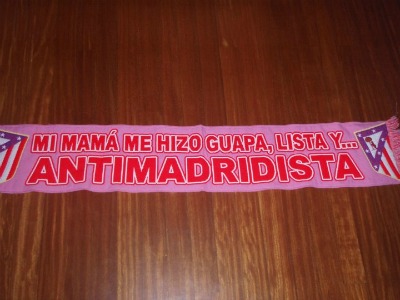 MI MAMÁ ME HIZO GUAPA, LISTA Y...
ANTIMADRIDISTA